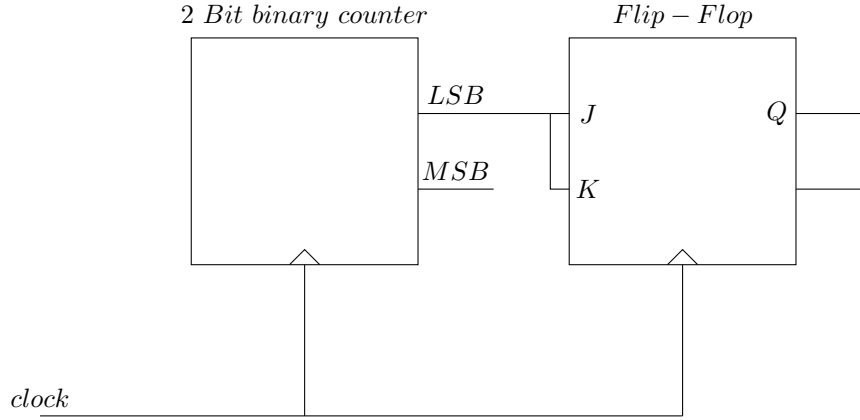 2 Bit binary counter
Flip − Flop
LSB
J
Q
MSB
K
clock